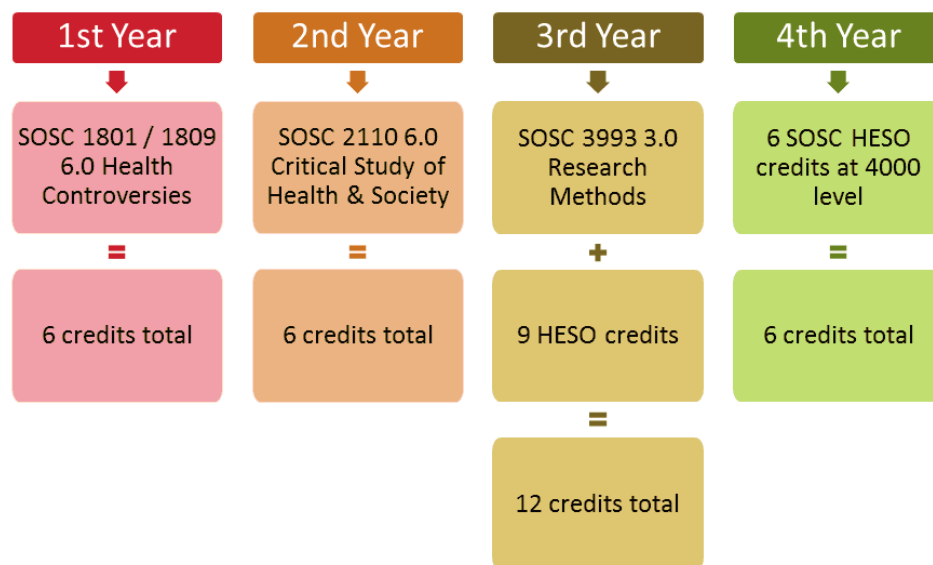 1st Year
SOSC 1801 / 1809
6.0 Health
Controversies
=
6 credits total
2nd Year
SOSC 2110 6.0
Critical Study of
Health & Society
=
6 credits total
3rd Year
SOSC 3993 3.0
Research
Methods
+
9 HESO credits
=
12 credits total
4th Year
6 SOSC HESO
credits at 4000
level
=
6 credits total